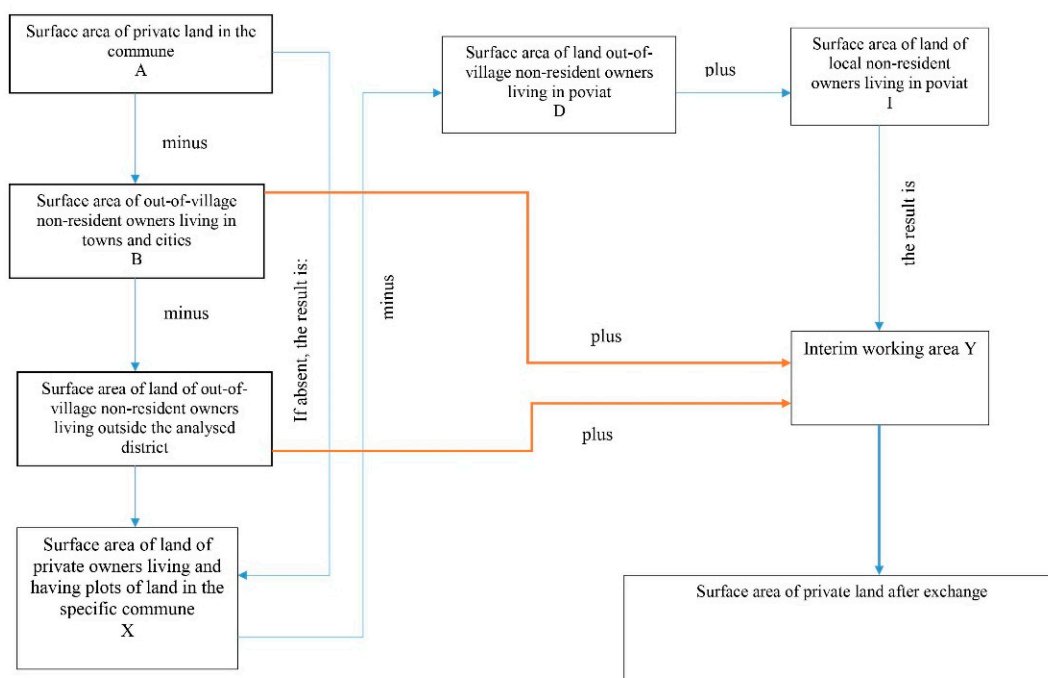 Surface area of private land in the
commune
A
minus
Surface area of out-of-village
non-resident owners living in
towns and cities
B
minus
Surface area of land of out-of-
village non-resident owners
living outside the analysed
district
Surface area of land of
private owners living and
having plots of land in the
specific commune
X
If absent, the result is:
minus
Surface area of land out-of-
village non-resident owners
living in poviat
D
plus
Surface area of land of
local non-resident
owners living in poviat
I
the result is
plus
plus
Interim working area Y
Surface area of private land after exchange